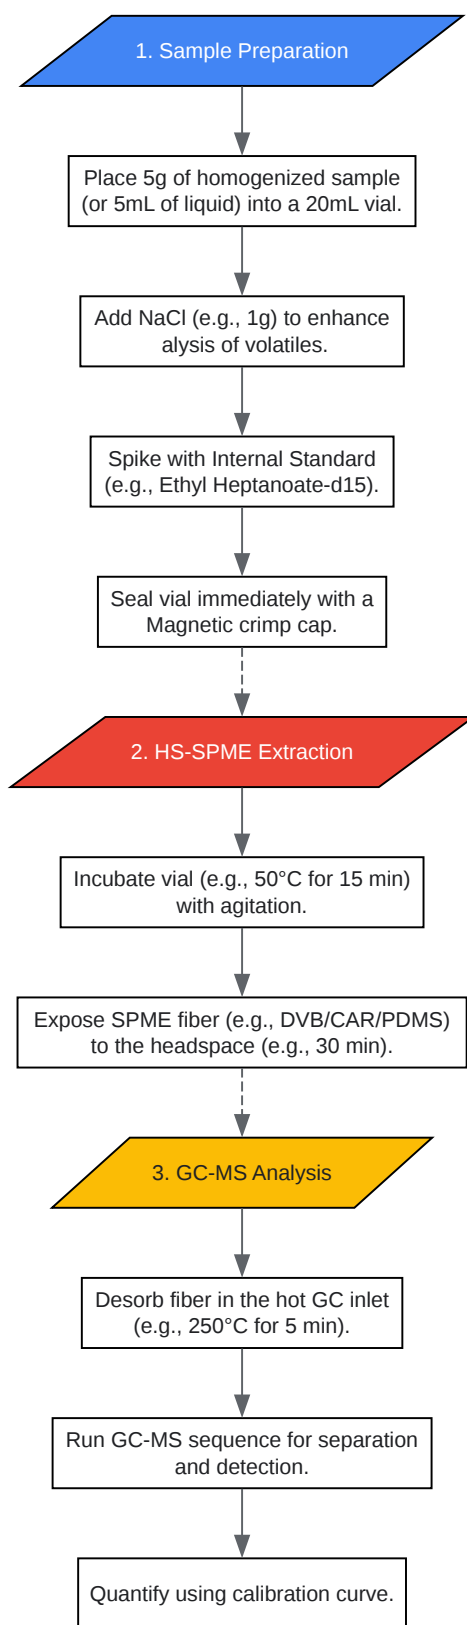 1. Sample Preparation
Place 5g of homogenized sample
(or 5mL of liquid) into a 20mL vial.
Add NaCl (e.g., 1g) to enhance
alysis of volatiles.
Spike with Internal Standard
(e.g., Ethyl Heptanoate-d15).
Seal vial immediately with a
Magnetic crimp cap.
2. HS-SPME Extraction
Incubate vial (e.g., 50°C for 15 min)
with agitation.
Expose SPME fiber (e.g., DVB/CAR/PDMS)
to the headspace (e.g., 30 min).
3. GC-MS Analysis
Desorb fiber in the hot GC inlet
(e.g., 250°C for 5 min).
Run GC-MS sequence for separation
and detection.
Quantify using calibration curve.